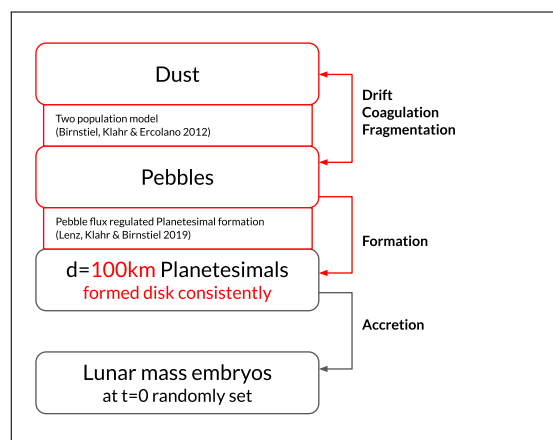 Dust
Two population model
(Birnstiel, Klahr & Ercolano 2012)
Drift
Coagulation
Fragmentation
Pebbles
Pebble flux regulated Planetesimal formation
(Lenz, Klahr & Birnstiel 2019)
Formation
d=100km Planetesimals
formed disk consistently
Accretion
Lunar mass embryos
at t=0 randomly set